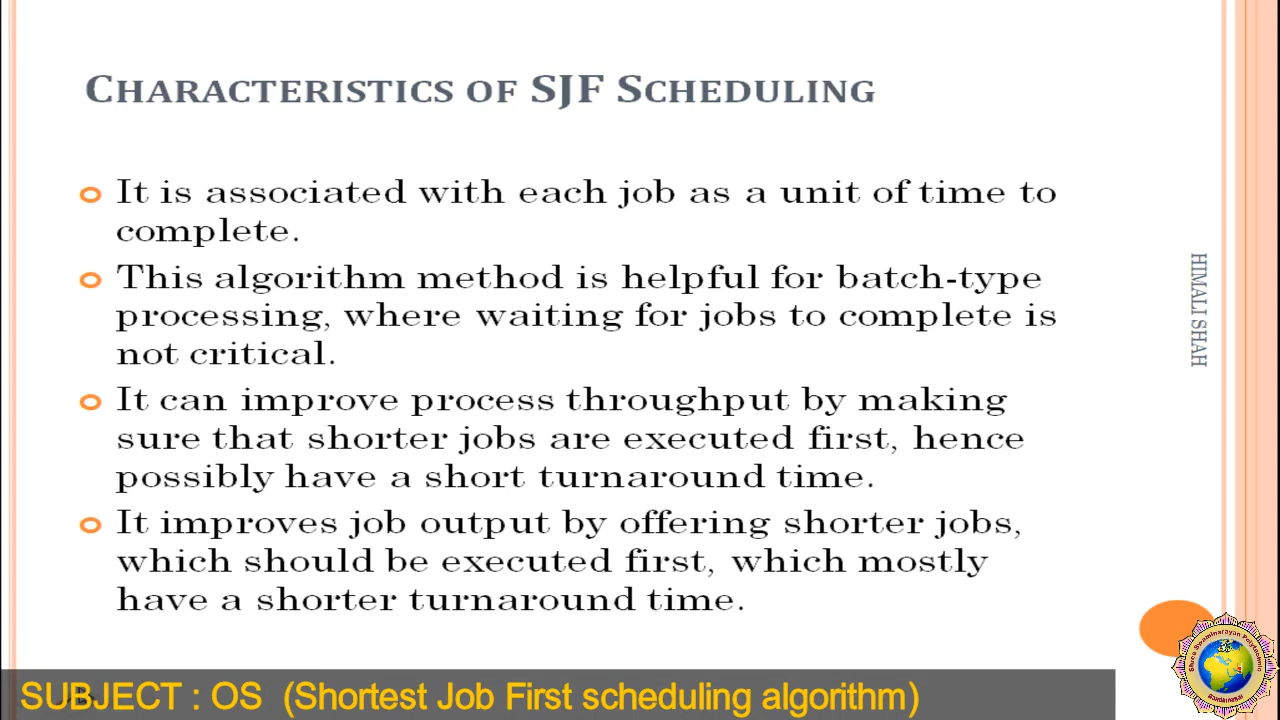 CHARACTERISTICS OF SJF SCHEDULING
It is associated with each job as a unit of time to
complete.
This algorithm method is helpful for batch-type
processing, where waiting for jobs to complete is
not critical.
It can improve process throughput by making
sure that shorter jobs are executed first, hence
possibly have a short turnaround time.
It improves job output by offering shorter jobs,
which should be executed first, which mostly
have a shorter turnaround time.
HIMALI SHAH
SUBJECT : OS (Shortest Job First scheduling algorithm)